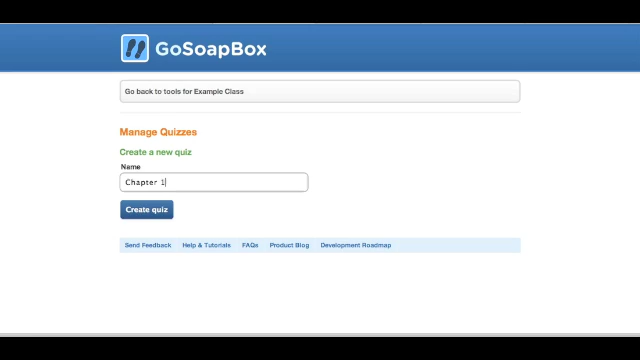 GoSoapBox
Go back to tools for Example Class
Manage Quizzes
Create a new quiz
Name
Chapter 1
Create quiz
Send Feedback Help & Tutorials FAQs Product Blog Development Roadmap